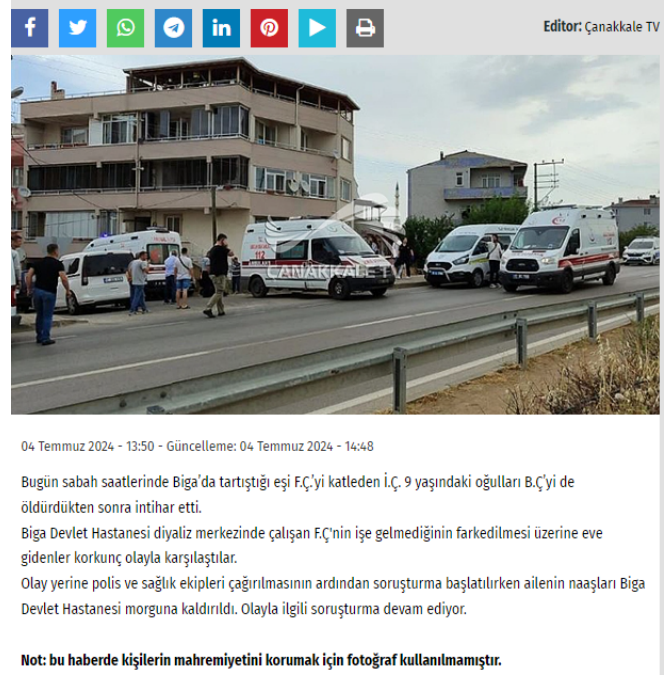 Editor: Çanakkale TV
112
ÇANAKKALE TV
04 Temmuz 2024 - 13:50 - Güncelleme: 04 Temmuz 2024 - 14:48
Bugün sabah saatlerinde Biga'da tartıştığı eşi F.Ç.'yi katleden İ.Ç. 9 yaşındaki oğulları B.Ç'yi de
öldürdükten sonra intihar etti.
Biga Devlet Hastanesi diyaliz merkezinde çalışan F.Ç'nin işe gelmediğinin farkedilmesi üzerine eve
gidenler korkunç olayla karşılaştılar.
Olay yerine polis ve sağlık ekipleri çağırılmasının ardından soruşturma başlatılırken ailenin naaşları Biga
Devlet Hastanesi morguna kaldırıldı. Olayla ilgili soruşturma devam ediyor.
Not: bu haberde kişilerin mahremiyetini korumak için fotoğraf kullanılmamıştır.